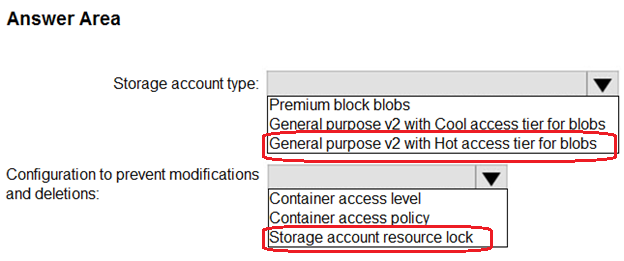 Answer Area
Storage account type:
Premium block blobs
General purpose v2 with Cool access tier for blobs
General purpose v2 with Hot access tier for blobs
Configuration to prevent modifications
and deletions:
Container access level
Container access policy
Storage account resource lock